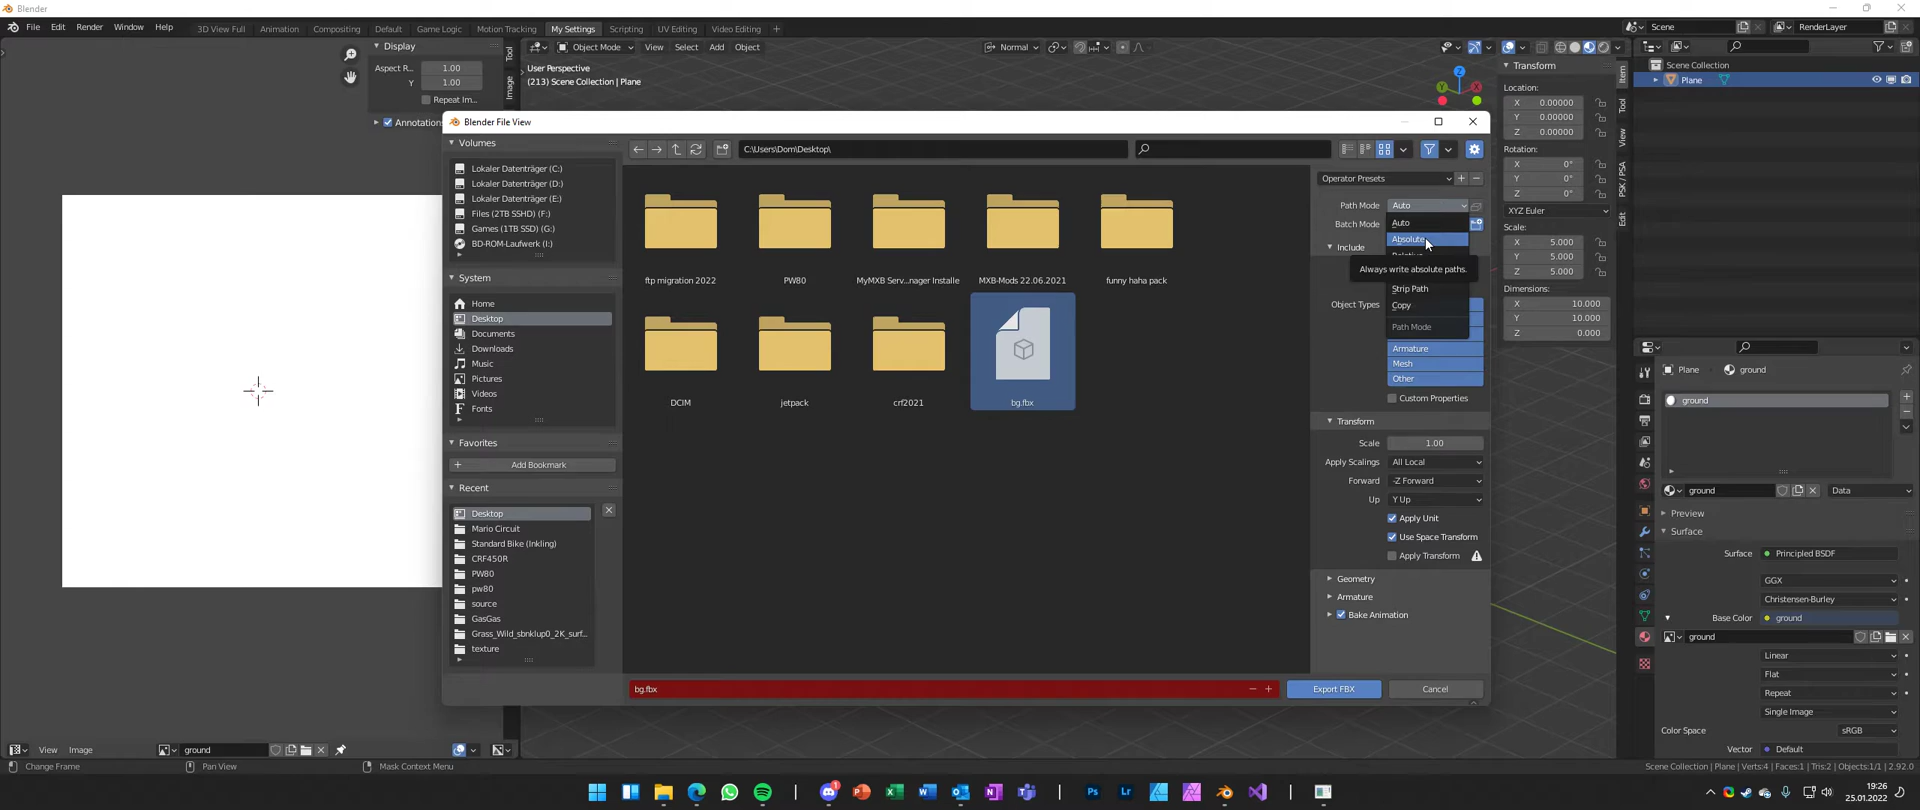 Blender
File Edit Render Window Help
3D View Full Animation Compositing Default Game Logic Motion Tracking My Settings Scripting UV Editing Video Editing +
Scene
RenderLayer
Display
Aspect R... 1.00
Y 1.00
Repeat Im...
Annotations
Tool
Image
Object Mode View Select Add Object
Normal
User Perspective
(213) Scene Collection | Plane
Z
Y
X
Transform
Location:
X 0.00000
Y 0.00000
Z 0.00000
Rotation:
X 0°
Y 0°
Z 0°
XYZ Euler
Scale:
X 5.000
Y 5.000
Z 5.000
Dimensions:
X 10.000
Y 10.000
Z 0.000
Item
Tool
View
PSK / PSA
Edit
Scene Collection
Plane
Blender File View
Volumes
Lokaler Datenträger (C:)
Lokaler Datenträger (D:)
Lokaler Datenträger (E:)
Files (2TB SSHD) (F:)
Games (1TB SSD) (G:)
BD-ROM-Laufwerk (I:)
System
Home
Desktop
Documents
Downloads
Music
Pictures
Videos
Fonts
Favorites
Add Bookmark
Recent
Desktop
Mario Circuit
Standard Bike (Inkling)
CRF450R
PW80
pw80
source
GasGas
Grass_Wild_sbnklup0_2K_surf...
texture
C:\Users\Dom\Desktop\
ftp migration 2022
PW80
MyMXB Serv...nager Installe
MXB-Mods 22.06.2021
funny haha pack
DCIM
jetpack
crf2021
bg.fbx
bg.fbx
Export FBX
Cancel
Operator Presets
Path Mode Auto
Batch Mode
Auto
Absolute
Always write absolute paths.
Strip Path
Copy
Path Mode
Include
Object Types
Armature
Mesh
Other
Custom Properties
Transform
Scale 1.00
Apply Scalings All Local
Forward -Z Forward
Up Y Up
Apply Unit
Use Space Transform
Apply Transform
Geometry
Armature
Bake Animation
Plane ground
ground
ground Data
Preview
Surface
Surface Principled BSDF
GGX
Christensen-Burley
Base Color ground
ground
Linear
Flat
Repeat
Single Image
Color Space sRGB
Vector Default
View Image
ground
Change Frame
Pan View
Mask Context Menu
Scene Collection | Plane | Verts:4 | Faces:1 | Tris:2 | Objects:1/1 | 2.92.0
1
Ps
Lr
19:26
25.01.2022